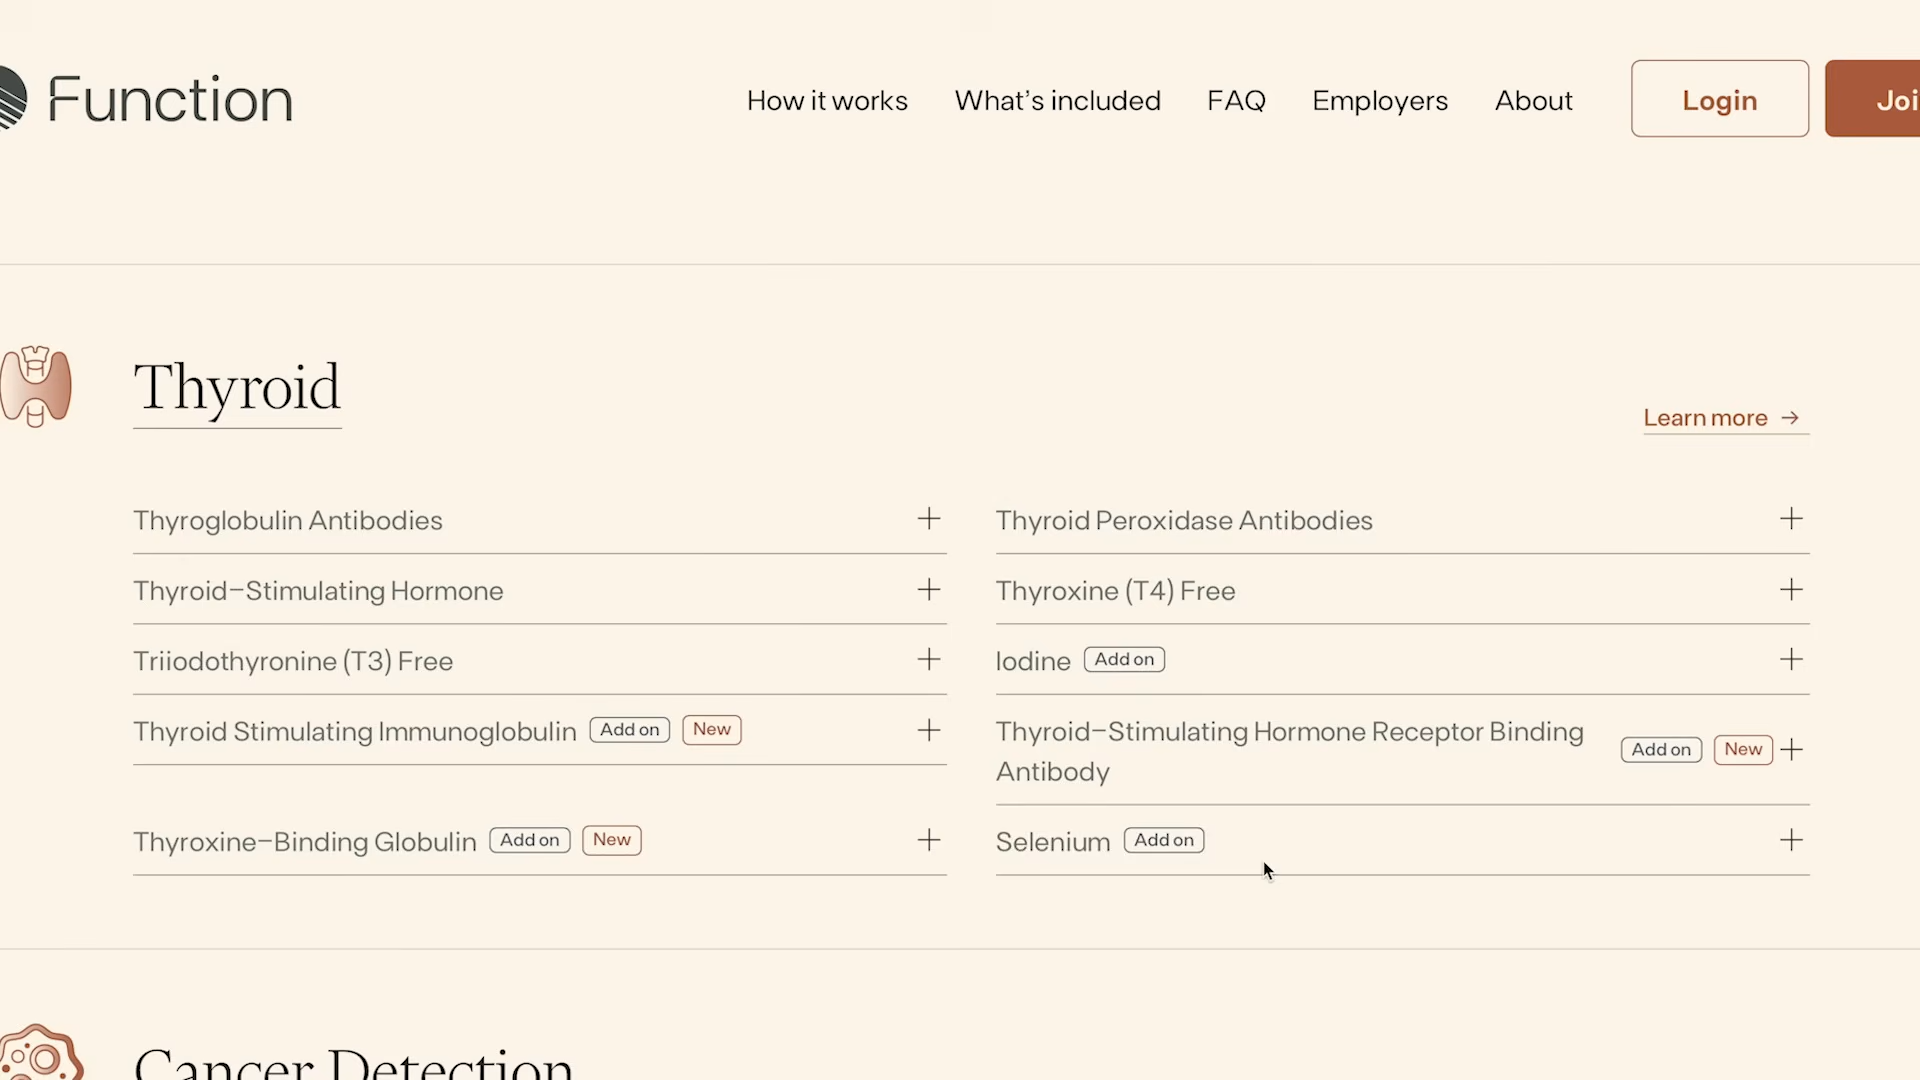 Function
How it works What's included FAQ Employers About Login
Thyroid
Learn more →
Thyroglobulin Antibodies
Thyroid Peroxidase Antibodies
Thyroid-Stimulating Hormone
Thyroxine (T4) Free
Triiodothyronine (T3) Free
Iodine Add on
Thyroid Stimulating Immunoglobulin Add on New
Thyroid-Stimulating Hormone Receptor Binding
Antibody Add on New
Thyroxine-Binding Globulin Add on New
Selenium Add on
Cancer Detection